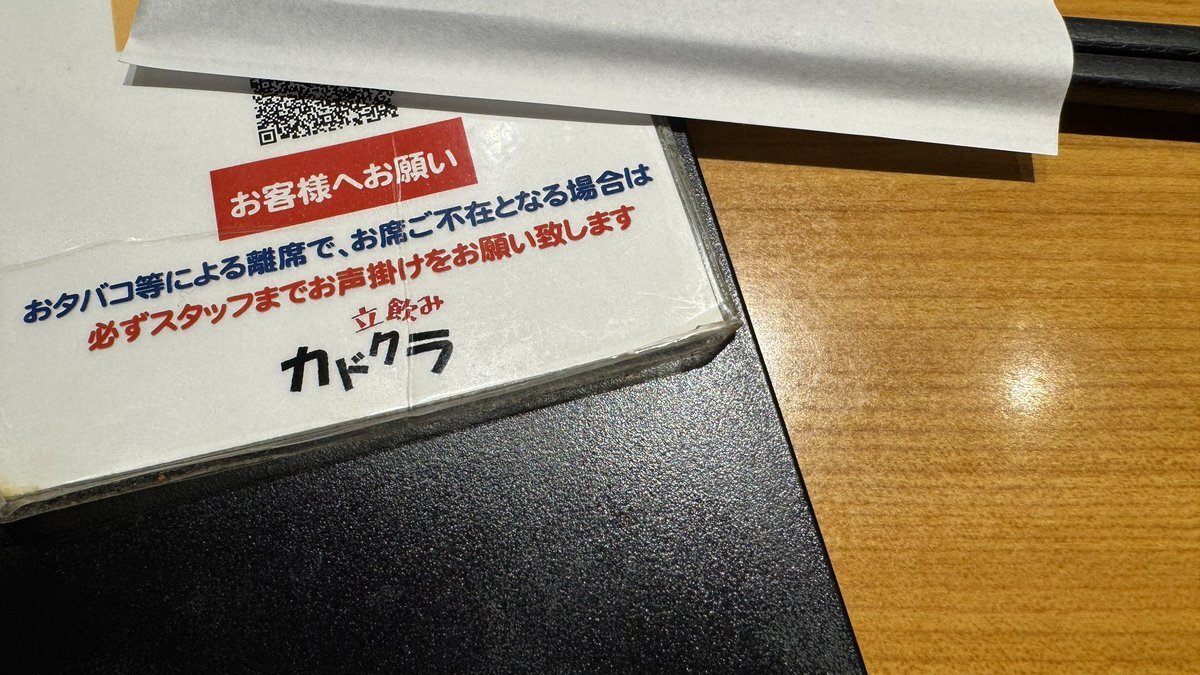 お客様へお願い
おタバコ等による離席で、お席ご不在となる場合は
必ずスタッフまでお声掛けをお願い致します
立飲み
カドクラ